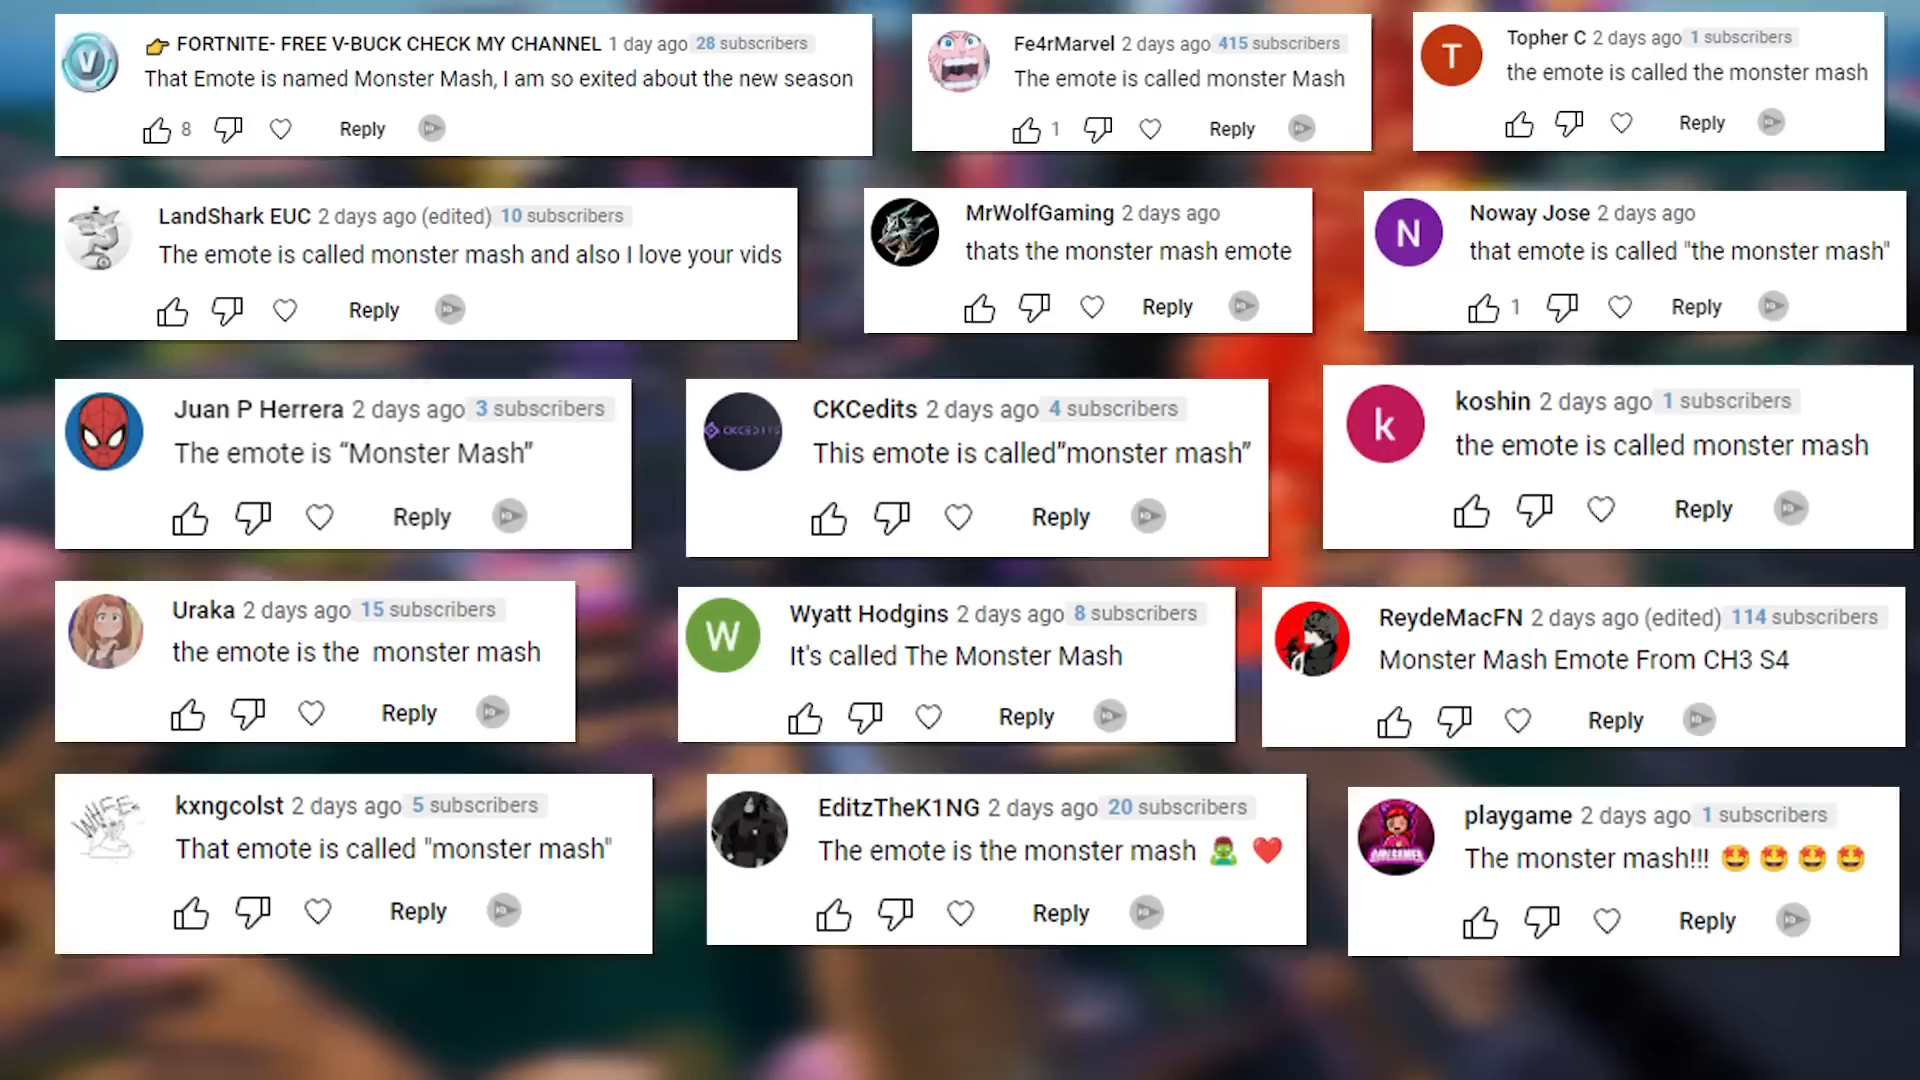 👉 FORTNITE- FREE V-BUCK CHECK MY CHANNEL 1 day ago 28 subscribers
That Emote is named Monster Mash, I am so exited about the new season
8 Reply
Fe4rMarvel 2 days ago 415 subscribers
The emote is called monster Mash
1 Reply
T
Topher C 2 days ago 1 subscribers
the emote is called the monster mash
Reply
LandShark EUC 2 days ago (edited) 10 subscribers
The emote is called monster mash and also I love your vids
Reply
MrWolfGaming 2 days ago
thats the monster mash emote
Reply
N
Noway Jose 2 days ago
that emote is called "the monster mash"
1 Reply
Juan P Herrera 2 days ago 3 subscribers
The emote is “Monster Mash”
Reply
CKCEDITS
CKCedits 2 days ago 4 subscribers
This emote is called”monster mash”
Reply
k
koshin 2 days ago 1 subscribers
the emote is called monster mash
Reply
Uraka 2 days ago 15 subscribers
the emote is the  monster mash
Reply
W
Wyatt Hodgins 2 days ago 8 subscribers
It's called The Monster Mash
Reply
ReydeMacFN 2 days ago (edited) 114 subscribers
Monster Mash Emote From CH3 S4
Reply
kxngcolst 2 days ago 5 subscribers
That emote is called "monster mash"
Reply
EditzTheK1NG 2 days ago 20 subscribers
The emote is the monster mash 🧟‍♂️ ❤️
Reply
playgame 2 days ago 1 subscribers
The monster mash!!! 🤩 🤩 🤩 🤩
Reply